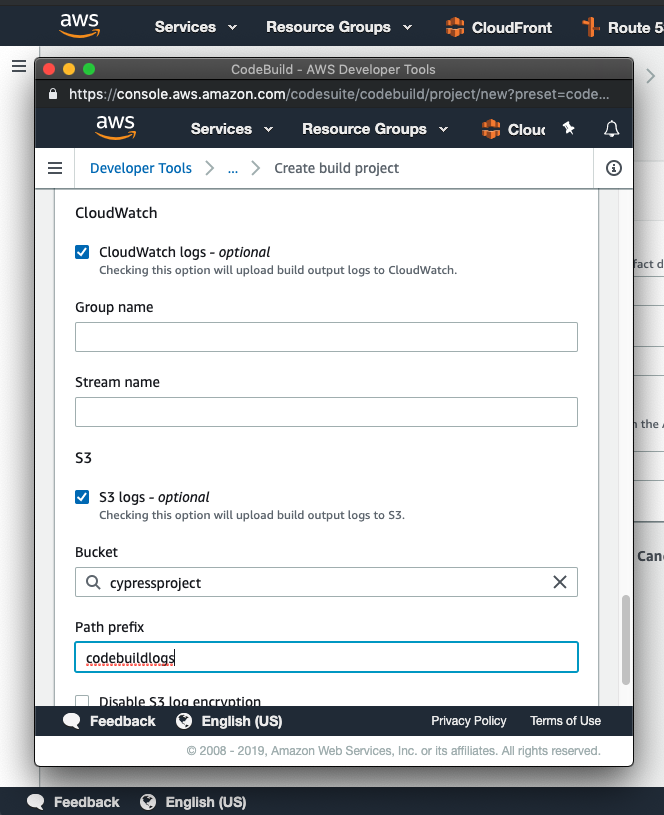 aws Services Resource Groups CloudFront Route 5
CodeBuild - AWS Developer Tools
https://console.aws.amazon.com/codesuite/codebuild/project/new?preset=code...
aws Services Resource Groups Clou
Developer Tools ... Create build project
CloudWatch
CloudWatch logs - optional
Checking this option will upload build output logs to CloudWatch.
fact d
Group name
Stream name
n the A
S3
S3 logs - optional
Checking this option will upload build output logs to S3.
Bucket
Can
cypressproject
Path prefix
codebuildlogs
Disable S3 log encryption
Feedback English (US) Privacy Policy Terms of Use
© 2008 - 2019, Amazon Web Services, Inc. or its affiliates. All rights reserved.
Feedback English (US)